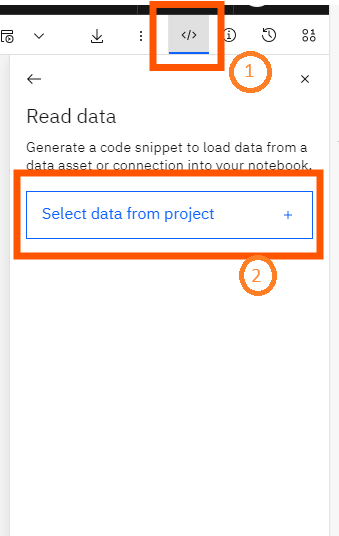 </>
1
Read data
Generate a code snippet to load data from a
data asset or connection into your notebook.
Select data from project +
2